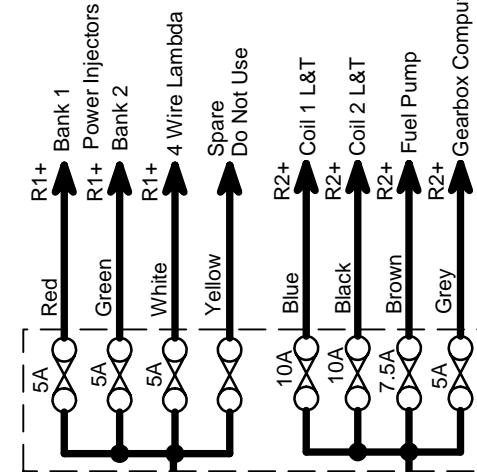 Bank 1
Power Injectors
Bank 2
4 Wire Lambda
Spare
Do Not Use
Coil 1 L&T
Coil 2 L&T
Fuel Pump
Gearbox
R1+
R1+
R1+
R2+
R2+
R2+
R2+
Red
Green
White
Yellow
Blue
Black
Brown
Grey
5A
5A
5A
10A
10A
7.5A
5A